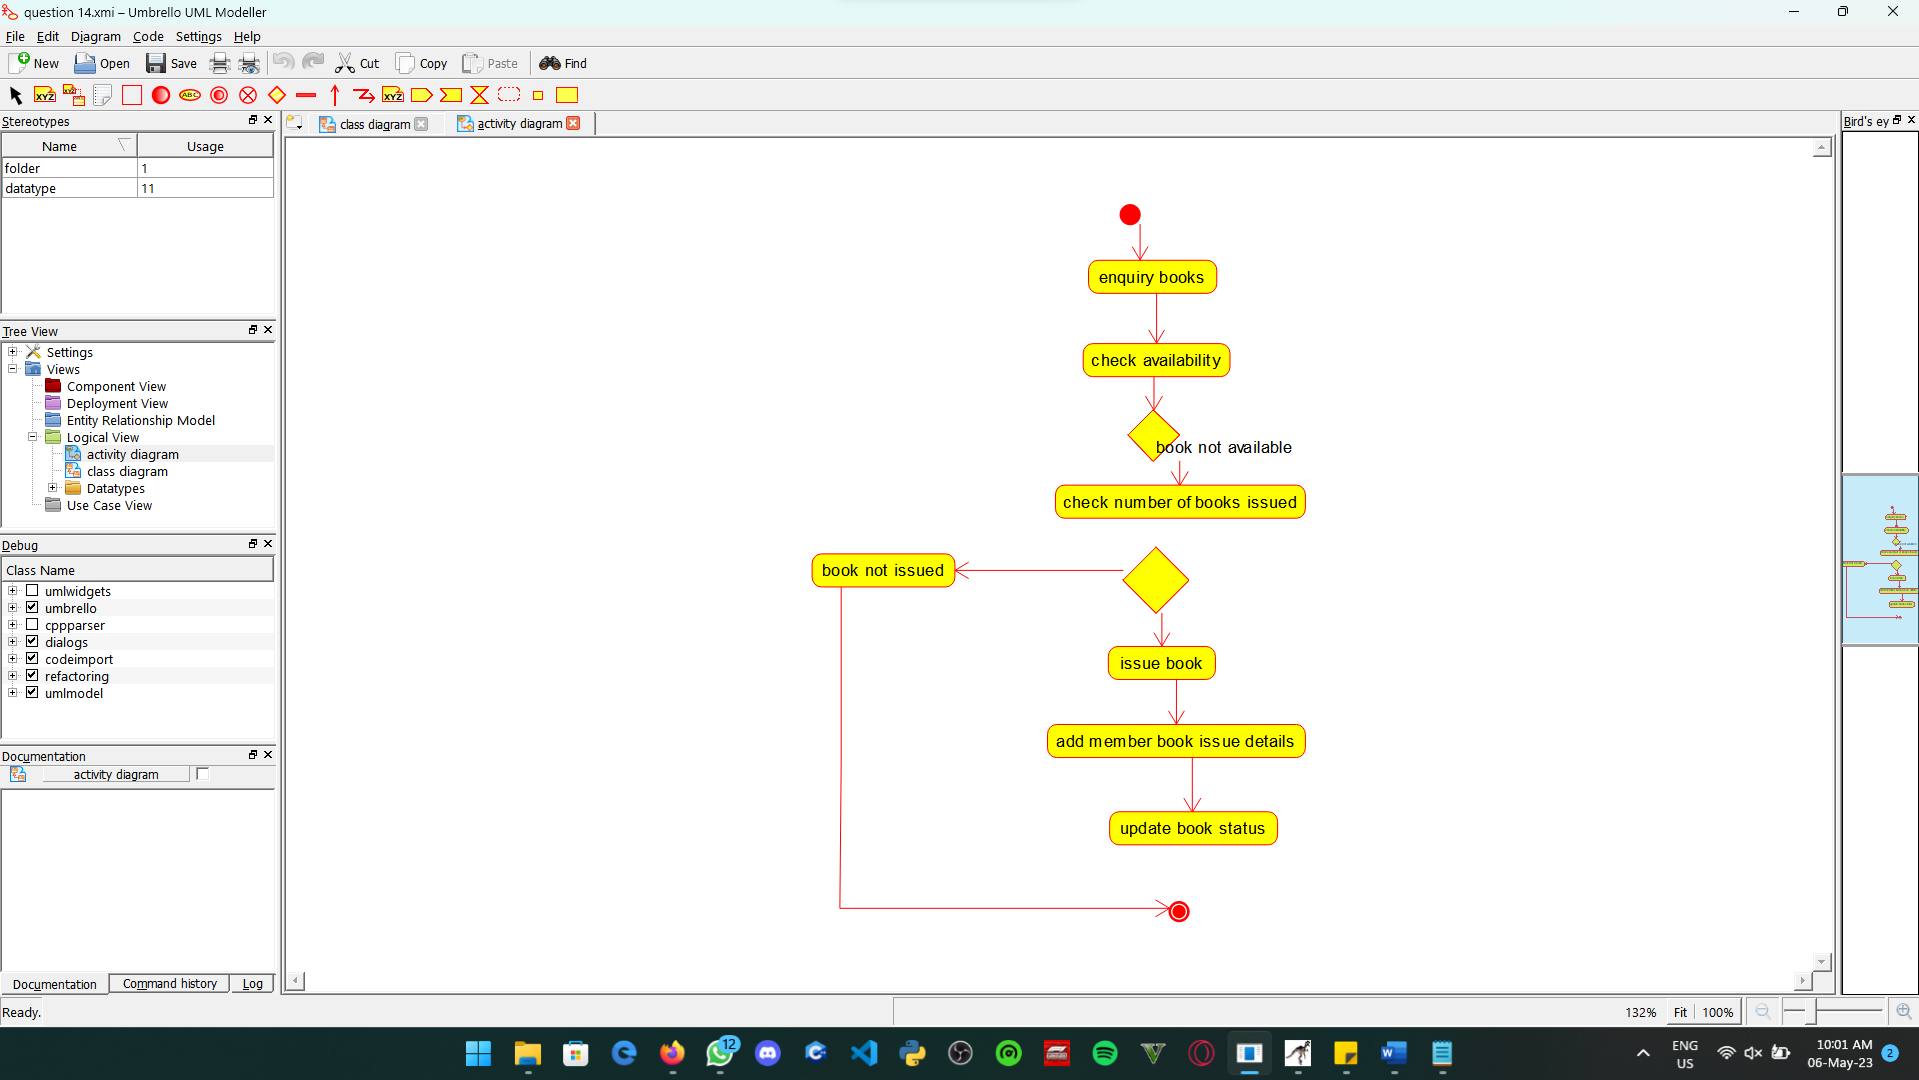 question 14.xmi – Umbrello UML Modeller
File Edit Diagram Code Settings Help
New Open Save Cut Copy Paste Find
XYZ XYZ ABC XYZ
Stereotypes
Name Usage
folder 1
datatype 11
Tree View
Settings
Views
Component View
Deployment View
Entity Relationship Model
Logical View
activity diagram
class diagram
Datatypes
Use Case View
Debug
Class Name
umlwidgets
umbrello
cppparser
dialogs
codeimport
refactoring
umlmodel
Documentation
activity diagram
Documentation Command history Log
Ready.
class diagram activity diagram
enquiry books
check availability
book not available
check number of books issued
book not issued
issue book
add member book issue details
update book status
Bird's ey
132% Fit 100%
12
ENG
US
10:01 AM
06-May-23
2